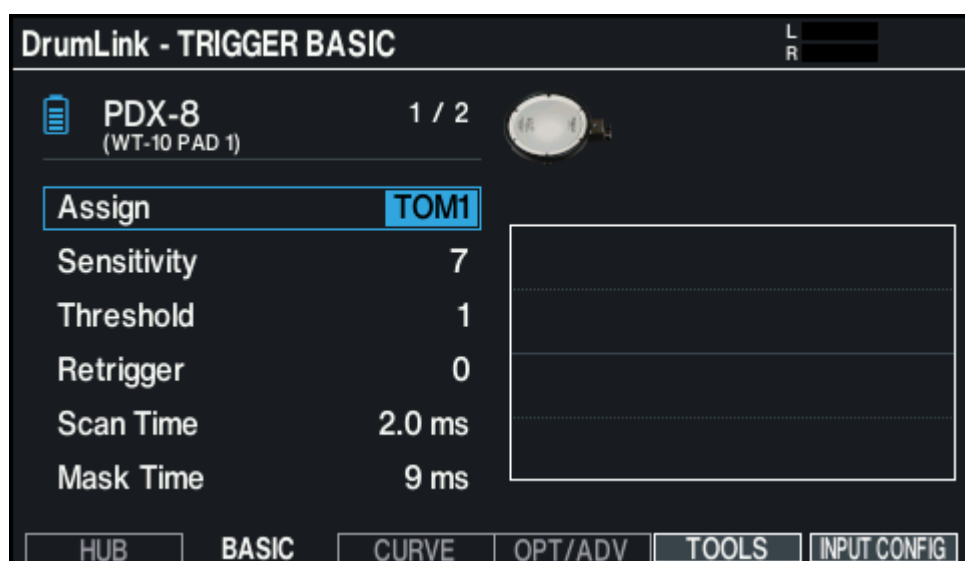 DrumLink - TRIGGER BASIC
L
R
PDX-8 1 / 2
(WT-10 PAD 1)
Assign TOM1
Sensitivity 7
Threshold 1
Retrigger 0
Scan Time 2.0 ms
Mask Time 9 ms
HUB BASIC CURVE OPT/ADV TOOLS INPUT CONFIG